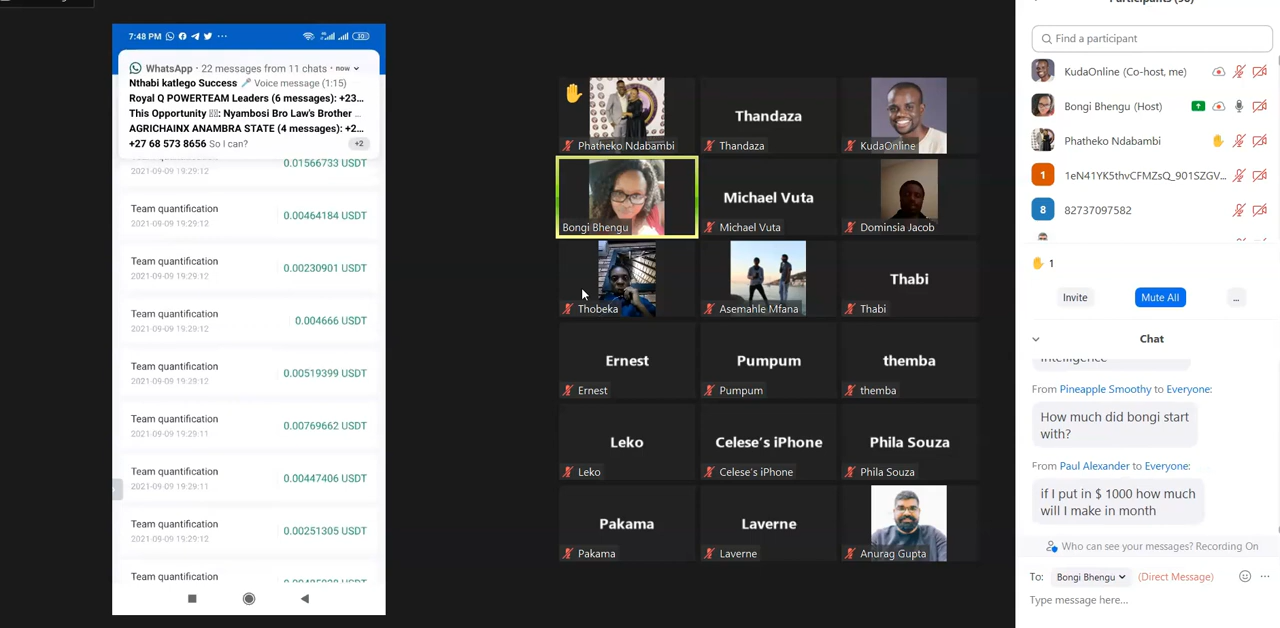 7:48 PM
WhatsApp · 22 messages from 11 chats · now
Nthabi katlego Success 🎤 Voice message (1:15)
Royal Q POWERTEAM Leaders (6 messages): +23...
This Opportunity : Nyambosi Bro Law's Brother ...
AGRICHAINX ANAMBRA STATE (4 messages): +2...
+27 68 573 8656 So I can?
+2
0.01566733 USDT
2021-09-09 19:29:12
Team quantification
0.00464184 USDT
2021-09-09 19:29:12
Team quantification
0.00230901 USDT
2021-09-09 19:29:12
Team quantification
0.004666 USDT
2021-09-09 19:29:12
Team quantification
0.00519399 USDT
2021-09-09 19:29:12
Team quantification
0.00769662 USDT
2021-09-09 19:29:11
Team quantification
0.00447406 USDT
2021-09-09 19:29:11
Team quantification
0.00251305 USDT
2021-09-09 19:29:11
Team quantification
Phatheko Ndabambi
Thandaza
Thandaza
KudaOnline
Bongi Bhengu
Michael Vuta
Michael Vuta
Dominsia Jacob
Thobeka
Asemahle Mfana
Thabi
Thabi
Ernest
Ernest
Pumpum
Pumpum
themba
themba
Leko
Leko
Celese's iPhone
Celese's iPhone
Phila Souza
Phila Souza
Pakama
Pakama
Laverne
Laverne
Anurag Gupta
Find a participant
KudaOnline (Co-host, me)
Bongi Bhengu (Host)
Phatheko Ndabambi
1
1eN41YK5thvCFMZsQ_901SZGV...
8
82737097582
1
Invite
Mute All
...
Chat
intelligence
From Pineapple Smoothy to Everyone:
How much did bongi start
with?
From Paul Alexander to Everyone:
if I put in $ 1000 how much
will I make in month
Who can see your messages? Recording On
To: Bongi Bhengu (Direct Message)
Type message here...